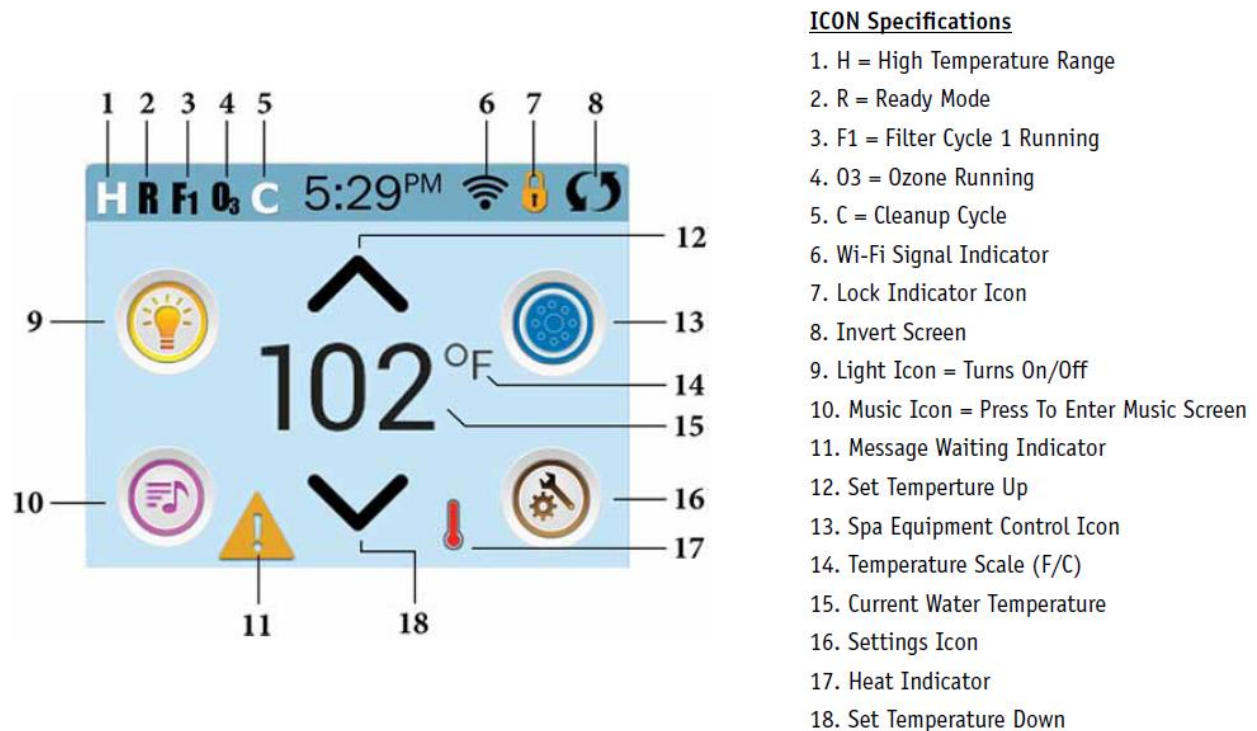 1 2 3 4 5 6 7 8
H R F1 O3 C 5:29PM
12
9 13
102°F
14
15
10 16
17
11 18
ICON Specifications
1. H = High Temperature Range
2. R = Ready Mode
3. F1 = Filter Cycle 1 Running
4. O3 = Ozone Running
5. C = Cleanup Cycle
6. Wi-Fi Signal Indicator
7. Lock Indicator Icon
8. Invert Screen
9. Light Icon = Turns On/Off
10. Music Icon = Press To Enter Music Screen
11. Message Waiting Indicator
12. Set Temperture Up
13. Spa Equipment Control Icon
14. Temperature Scale (F/C)
15. Current Water Temperature
16. Settings Icon
17. Heat Indicator
18. Set Temperature Down